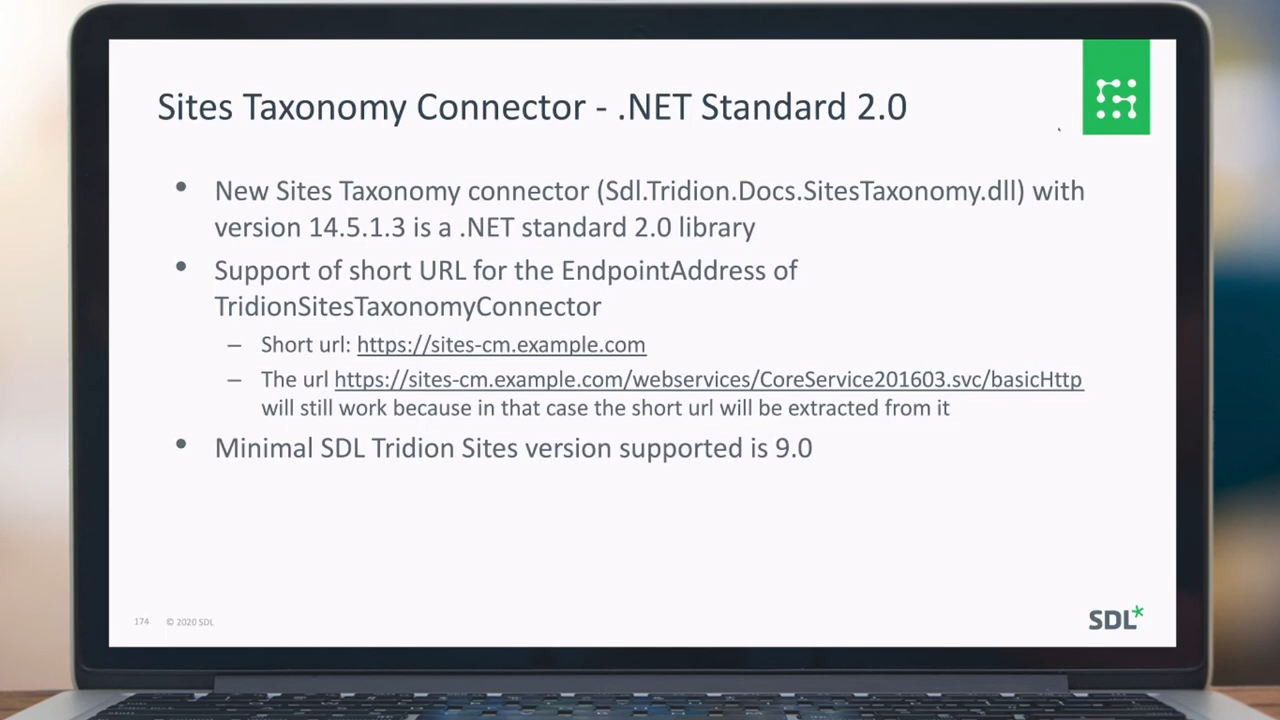 Sites Taxonomy Connector - .NET Standard 2.0
• New Sites Taxonomy connector (Sdl.Tridion.Docs.SitesTaxonomy.dll) with
version 14.5.1.3 is a .NET standard 2.0 library
• Support of short URL for the EndpointAddress of
TridionSitesTaxonomyConnector
– Short url: https://sites-cm.example.com
– The url https://sites-cm.example.com/webservices/CoreService201603.svc/basicHttp
will still work because in that case the short url will be extracted from it
• Minimal SDL Tridion Sites version supported is 9.0
174 © 2020 SDL
SDL*